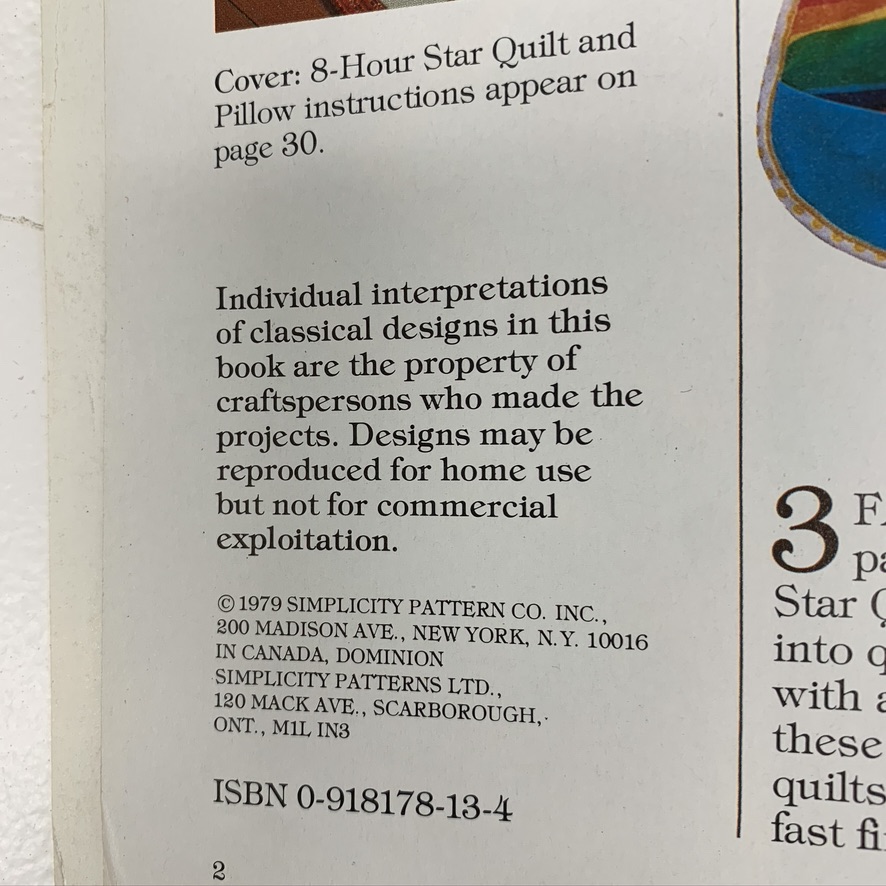 Cover: 8-Hour Star Quilt and
Pillow instructions appear on
page 30.
Individual interpretations
of classical designs in this
book are the property of
craftspersons who made the
projects. Designs may be
reproduced for home use
but not for commercial
exploitation.
© 1979 SIMPLICITY PATTERN CO. INC.,
200 MADISON AVE., NEW YORK, N.Y. 10016
IN CANADA, DOMINION
SIMPLICITY PATTERNS LTD.,
120 MACK AVE., SCARBOROUGH,
ONT., M1L IN3
ISBN 0-918178-13-4
2
3
Star
into
with
these
quilts
fast